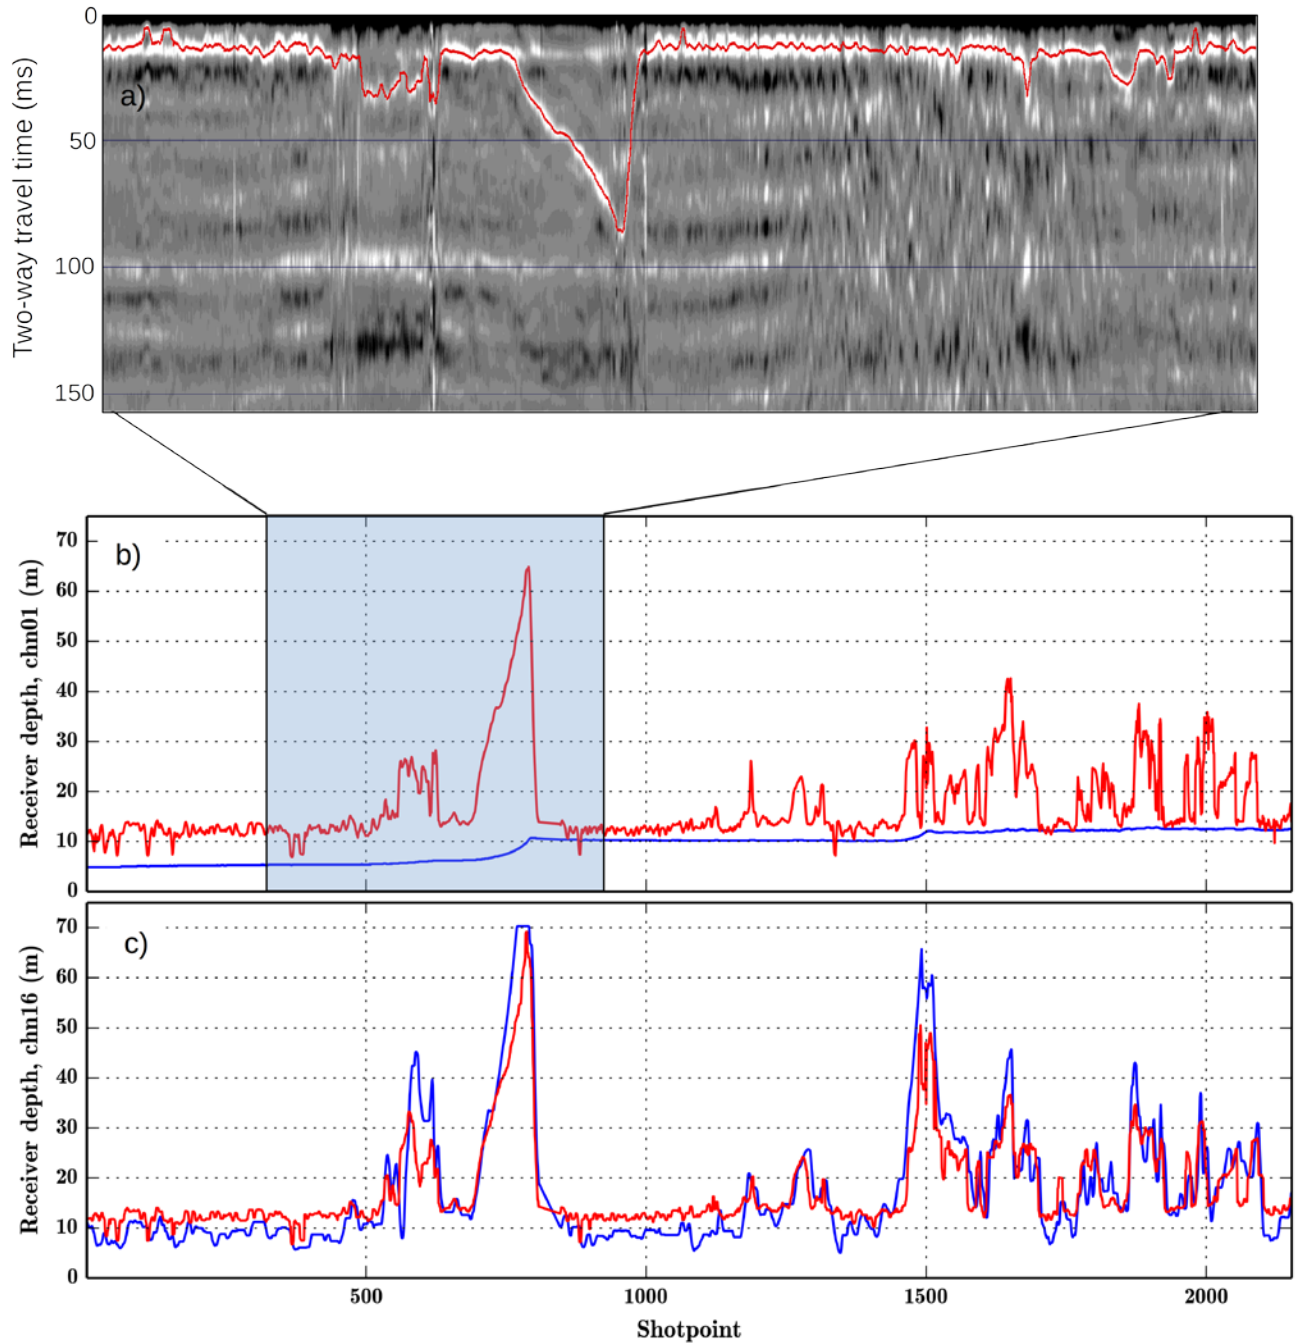 0
a)
50
100
150
Two-way travel time (ms)
b)
70
60
50
40
30
20
10
0
Receiver depth, chn01 (m)
c)
70
60
50
40
30
20
10
0
Receiver depth, chn16 (m)
500 1000 1500 2000
Shotpoint